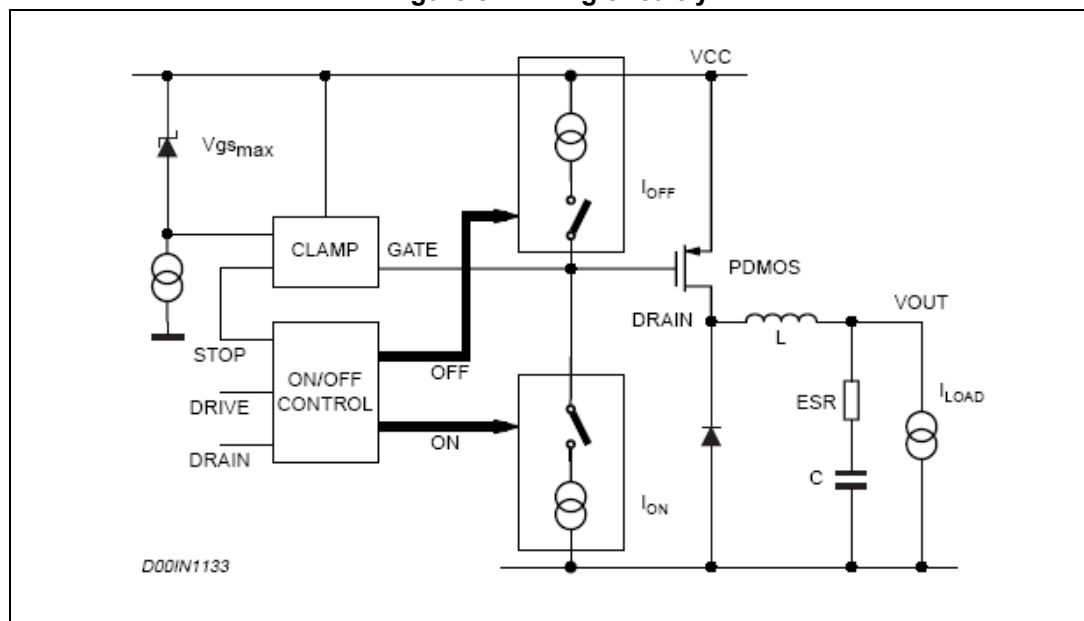 VCC
Vgsmax
IOFF
CLAMP
GATE
PDMOS
DRAIN
VOUT
L
STOP
OFF
ON/OFF
CONTROL
DRIVE
ON
DRAIN
ESR
ILOAD
C
ION
D00IN1133